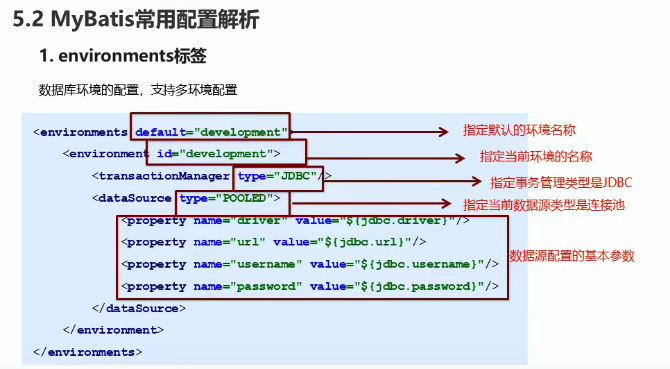 5.2 MyBatis常用配置解析
1. environments标签
数据库环境的配置，支持多环境配置
<environments default="development"> 指定默认的环境名称
<environment id="development"> 指定当前环境的名称
<transactionManager type="JDBC"/> 指定事务管理类型是JDBC
<dataSource type="POOLED"> 指定当前数据源类型是连接池
<property name="driver" value="${jdbc.driver}"/>
<property name="url" value="${jdbc.url}"/>
数据源配置的基本参数
<property name="username" value="${jdbc.username}"/>
<property name="password" value="${jdbc.password}"/>
</dataSource>
</environment>
</environments>